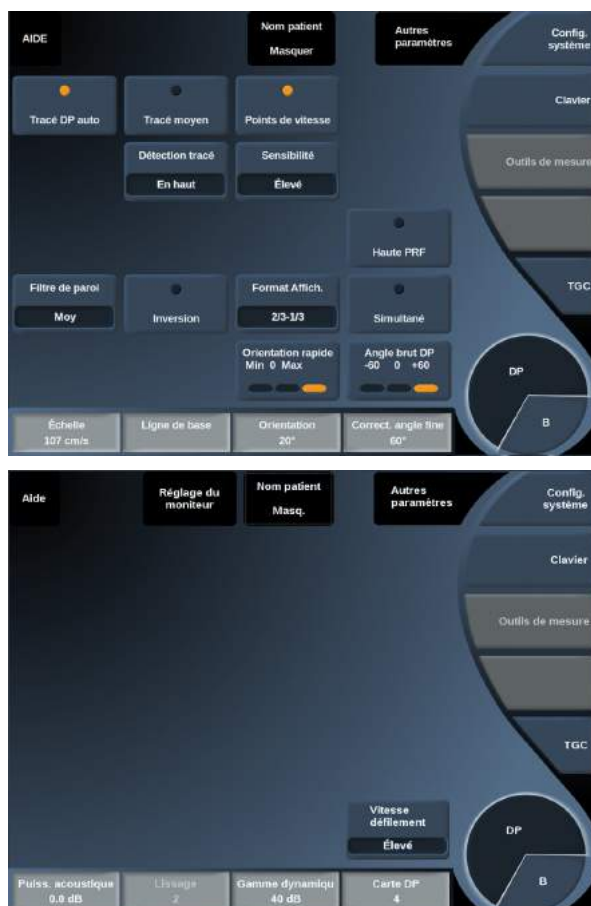 AIDE
Nom patient
Masquer
Autres
paramètres
Config.
système
Tracé DP auto
Tracé moyen
Points de vitesse
Clavier
Détection tracé
En haut
Sensibilité
Élevé
Outils de mesure
Haute PRF
Filtre de paroi
Moy
Inversion
Format Affich.
2/3-1/3
Simultané
TGC
Orientation rapide
Min 0 Max
Angle brut DP
-60 0 +60
DP
B
Échelle
107 cm/s
Ligne de base
Orientation
20°
Correct. angle fine
60°
Aide
Réglage du
moniteur
Nom patient
Masq.
Autres
paramètres
Config.
système
Clavier
Outils de mesure
TGC
Vitesse
défilement
Élevé
DP
B
Puiss. acoustique
0.0 dB
Lissage
2
Gamme dynamiqu
40 dB
Carte DP
4